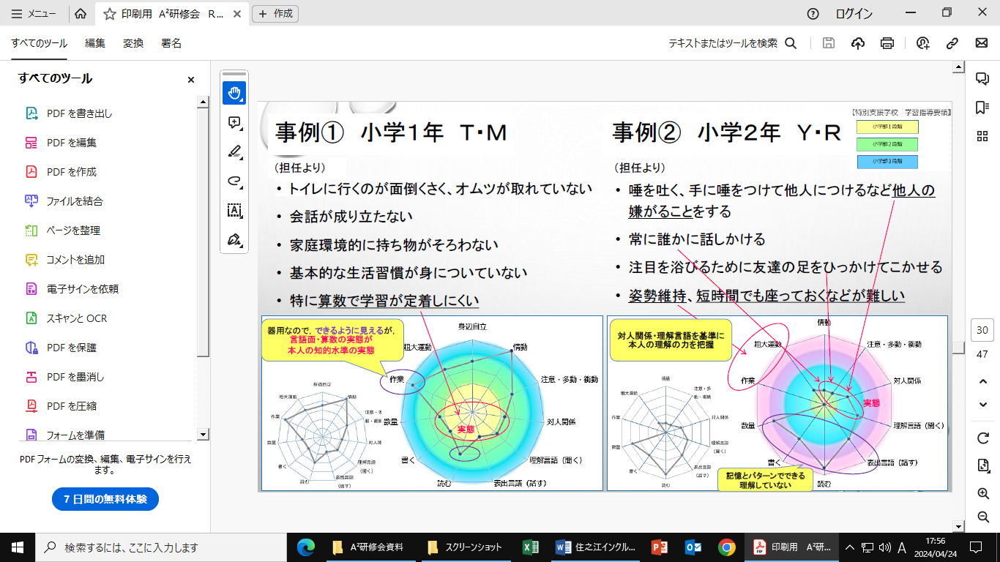 メニュー
印刷用 A²研修会 R...
作成
ログイン
すべてのツール
編集
変換
署名
テキストまたはツールを検索
すべてのツール
PDF を書き出し
PDF を編集
PDF を作成
ファイルを結合
ページを整理
コメントを追加
電子サインを依頼
スキャンと OCR
PDF を保護
PDF を墨消し
PDF を圧縮
フォームを準備
PDF フォームの変換、編集、電子サインを行え
ます。
7 日間の無料体験
事例① 小学1年 T・M
(担任より)
• トイレに行くのが面倒くさく、オムツが取れていない
• 会話が成り立たない
• 家庭環境的に持ち物がそろわない
• 基本的な生活習慣が身についていない
• 特に算数で学習が定着しにくい
器用なので，できるように見えるが，
言語面・算数の実態が
本人の知的水準の実態
身辺自立
情動
注意・多動・衝動
対人関係
理解言語（聞く）
表出言語（話す）
読む
書く
数量
作業
粗大運動
実態
身辺自立
情動
注意・多
動・衝動
対人関
理解言語
（聞く）
表出言語
（話す）
読む
書く
数量
作業
粗大運動
事例② 小学2年 Y・R
【特別支援学校 学習指導要領】
小学部1段階
小学部2段階
小学部3段階
(担任より)
• 唾を吐く、手に唾をつけて他人につけるなど他人の
嫌がることをする
• 常に誰かに話しかける
• 注目を浴びるために友達の足をひっかけてこかせる
• 姿勢維持、短時間でも座っておくなどが難しい
対人関係・理解言語を基準に
本人の理解の力を把握
情動
注意・多動・衝動
対人関係
理解言語（聞く）
表出言語（話す）
読む
書く
数量
作業
粗大運動
実態
記憶とパターンでできる
理解していない
情動
注意・多
動・衝動
対人関係
理解言語
（聞く）
表出言語
（話す）
読む
書く
数量
作業
粗大運動
30
47
検索するには、ここに入力します
A²研修会資料
スクリーンショット
住之江インクル...
印刷用 A²研...
A
17:56
2024/04/24